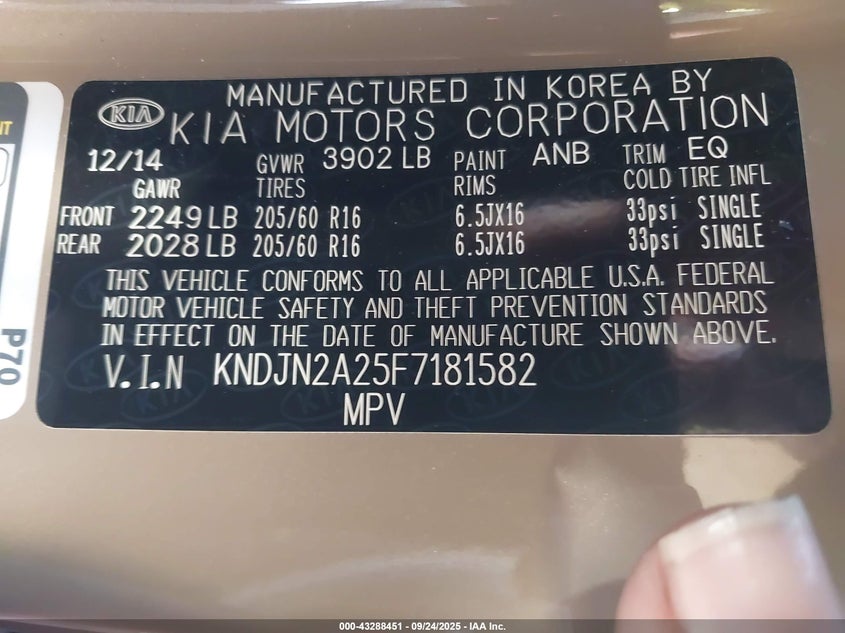 MANUFACTURED IN KOREA BY
KIA KIA MOTORS CORPORATION
12/14 GVWR 3902 LB PAINT ANB TRIM EQ
GAWR TIRES RIMS COLD TIRE INFL
FRONT 2249 LB 205/60 R16 6.5JX16 33psi SINGLE
REAR 2028 LB 205/60 R16 6.5JX16 33psi SINGLE
THIS VEHICLE CONFORMS TO ALL APPLICABLE U.S.A. FEDERAL
MOTOR VEHICLE SAFETY AND THEFT PREVENTION STANDARDS
IN EFFECT ON THE DATE OF MANUFACTURE SHOWN ABOVE.
V.I.N KNDJN2A25F7181582
MPV
P70
000-43288451 - 09/24/2025 - IAA Inc.